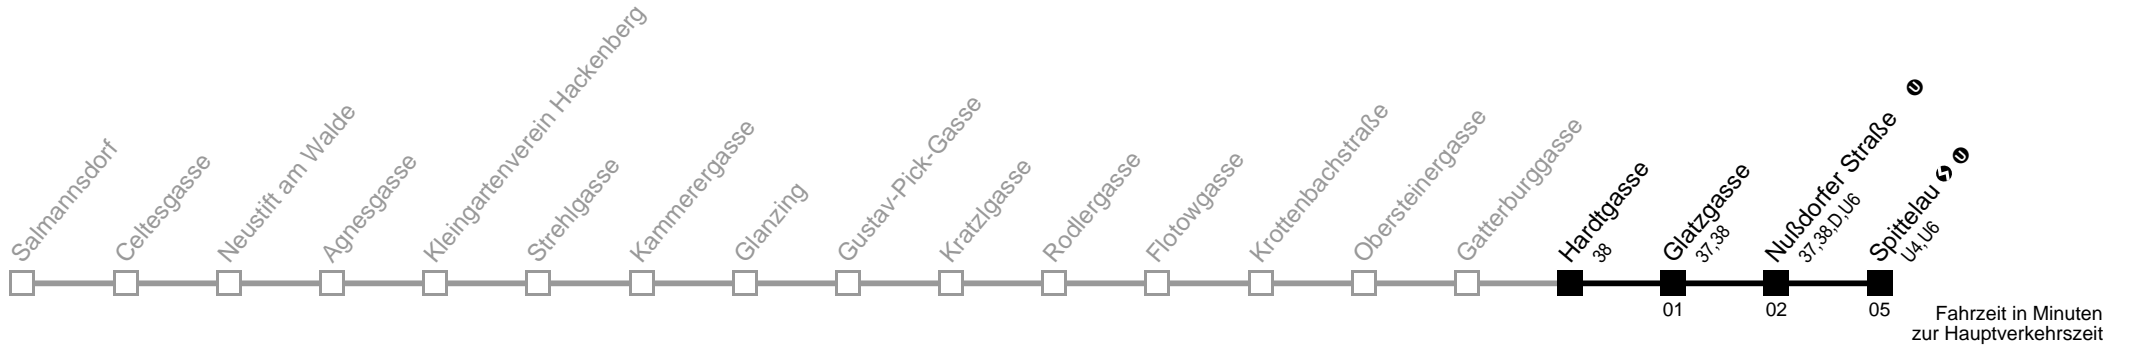 Salmannsdorf
Celtesgasse
Neustift am Walde
Agnesgasse
Kleingartenverein Hackenberg
Strehlgasse
Kammerergasse
Glanzing
Gustav-Pick-Gasse
Kratzlgasse
Rodlergasse
Flotowgasse
Krottenbachstraße
Obersteinergasse
Gatterburggasse
Hardtgasse
38
Glatzgasse
37,38
Nußdorfer Straße U
37,38,D,U6
Spittelau S U
U4,U6
01
02
05
Fahrzeit in Minuten
zur Hauptverkehrszeit